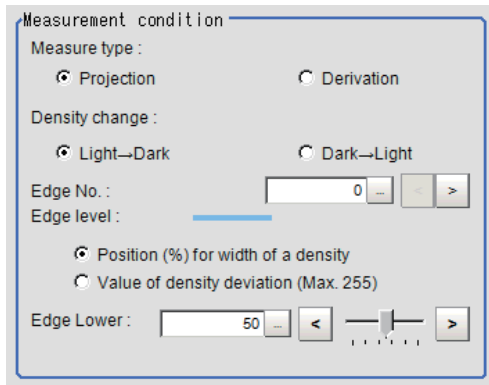 Measurement condition
Measure type :
Projection Derivation
Density change :
Light→Dark Dark→Light
Edge No. : 0 ... < >
Edge level :
Position (%) for width of a density
Value of density deviation (Max. 255)
Edge Lower : 50 ... < >